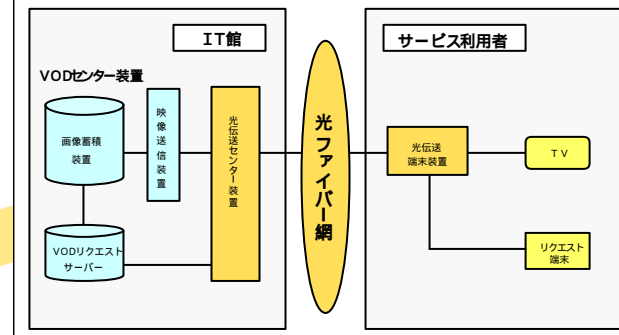 IT館
VODセンター装置
画像蓄積
装置
映像送信装置
光伝送センター装置
VODリクエスト
サーバー
光ファイバー網
サービス利用者
光伝送
端末装置
TV
リクエスト
端末